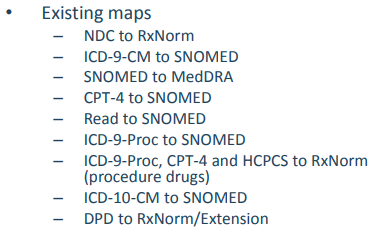 • Existing maps
– NDC to RxNorm
– ICD-9-CM to SNOMED
– SNOMED to MedDRA
– CPT-4 to SNOMED
– Read to SNOMED
– ICD-9-Proc to SNOMED
– ICD-9-Proc, CPT-4 and HCPCS to RxNorm
(procedure drugs)
– ICD-10-CM to SNOMED
– DPD to RxNorm/Extension